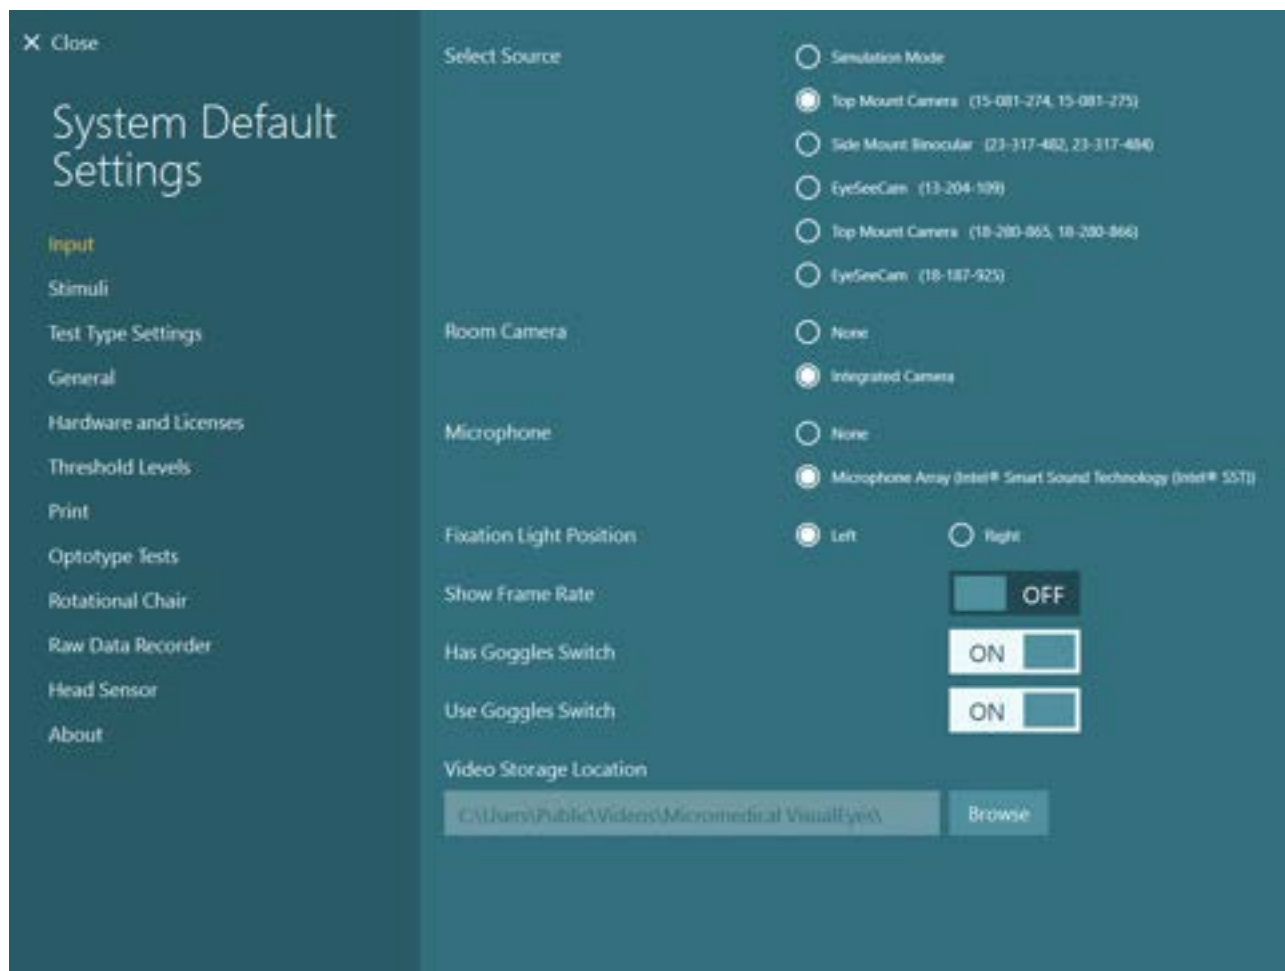 Close
System Default
Settings
Input
Stimuli
Test Type Settings
General
Hardware and Licenses
Threshold Levels
Print
Optotype Tests
Rotational Chair
Raw Data Recorder
Head Sensor
About
Select Source
Simulation Mode
Top Mount Camera (15-081-274, 15-081-275)
Side Mount Binocular (23-317-482, 23-317-484)
EyeSeeCam (13-204-109)
Top Mount Camera (18-280-865, 18-280-866)
EyeSeeCam (18-187-925)
Room Camera
None
Integrated Camera
Microphone
None
Microphone Array (Intel® Smart Sound Technology (Intel® SST))
Fixation Light Position
Left Right
Show Frame Rate OFF
Has Goggles Switch ON
Use Goggles Switch ON
Video Storage Location
C:\Users\Public\Videos\Micromedical VisualEyes\ Browse